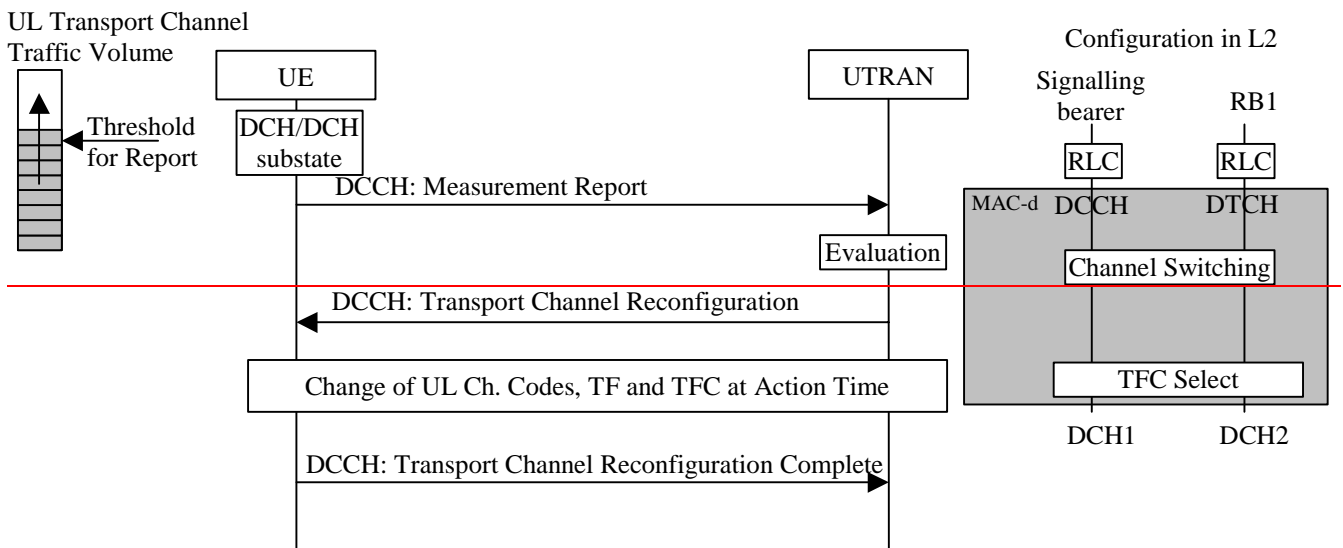 UL Transport Channel
Traffic Volume
Threshold
for Report
UE
DCH/DCH
substate
UTRAN
DCCH: Measurement Report
Evaluation
DCCH: Transport Channel Reconfiguration
Change of UL Ch. Codes, TF and TFC at Action Time
DCCH: Transport Channel Reconfiguration Complete
Configuration in L2
Signalling
bearer
RB1
RLC
RLC
MAC-d
DCCH
DTCH
Channel Switching
TFC Select
DCH1
DCH2